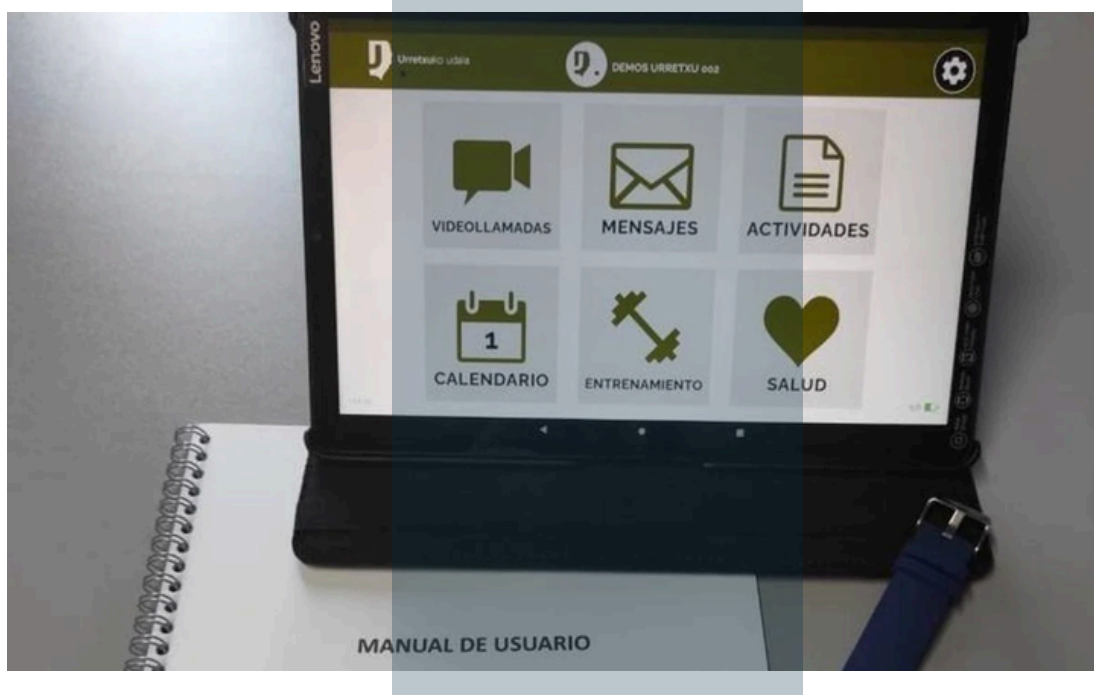 Lenovo
Urretxuko udala
DEMOS URRETXU 002
VIDEOLLAMADAS
MENSAJES
ACTIVIDADES
1
CALENDARIO
ENTRENAMIENTO
SALUD
MANUAL DE USUARIO